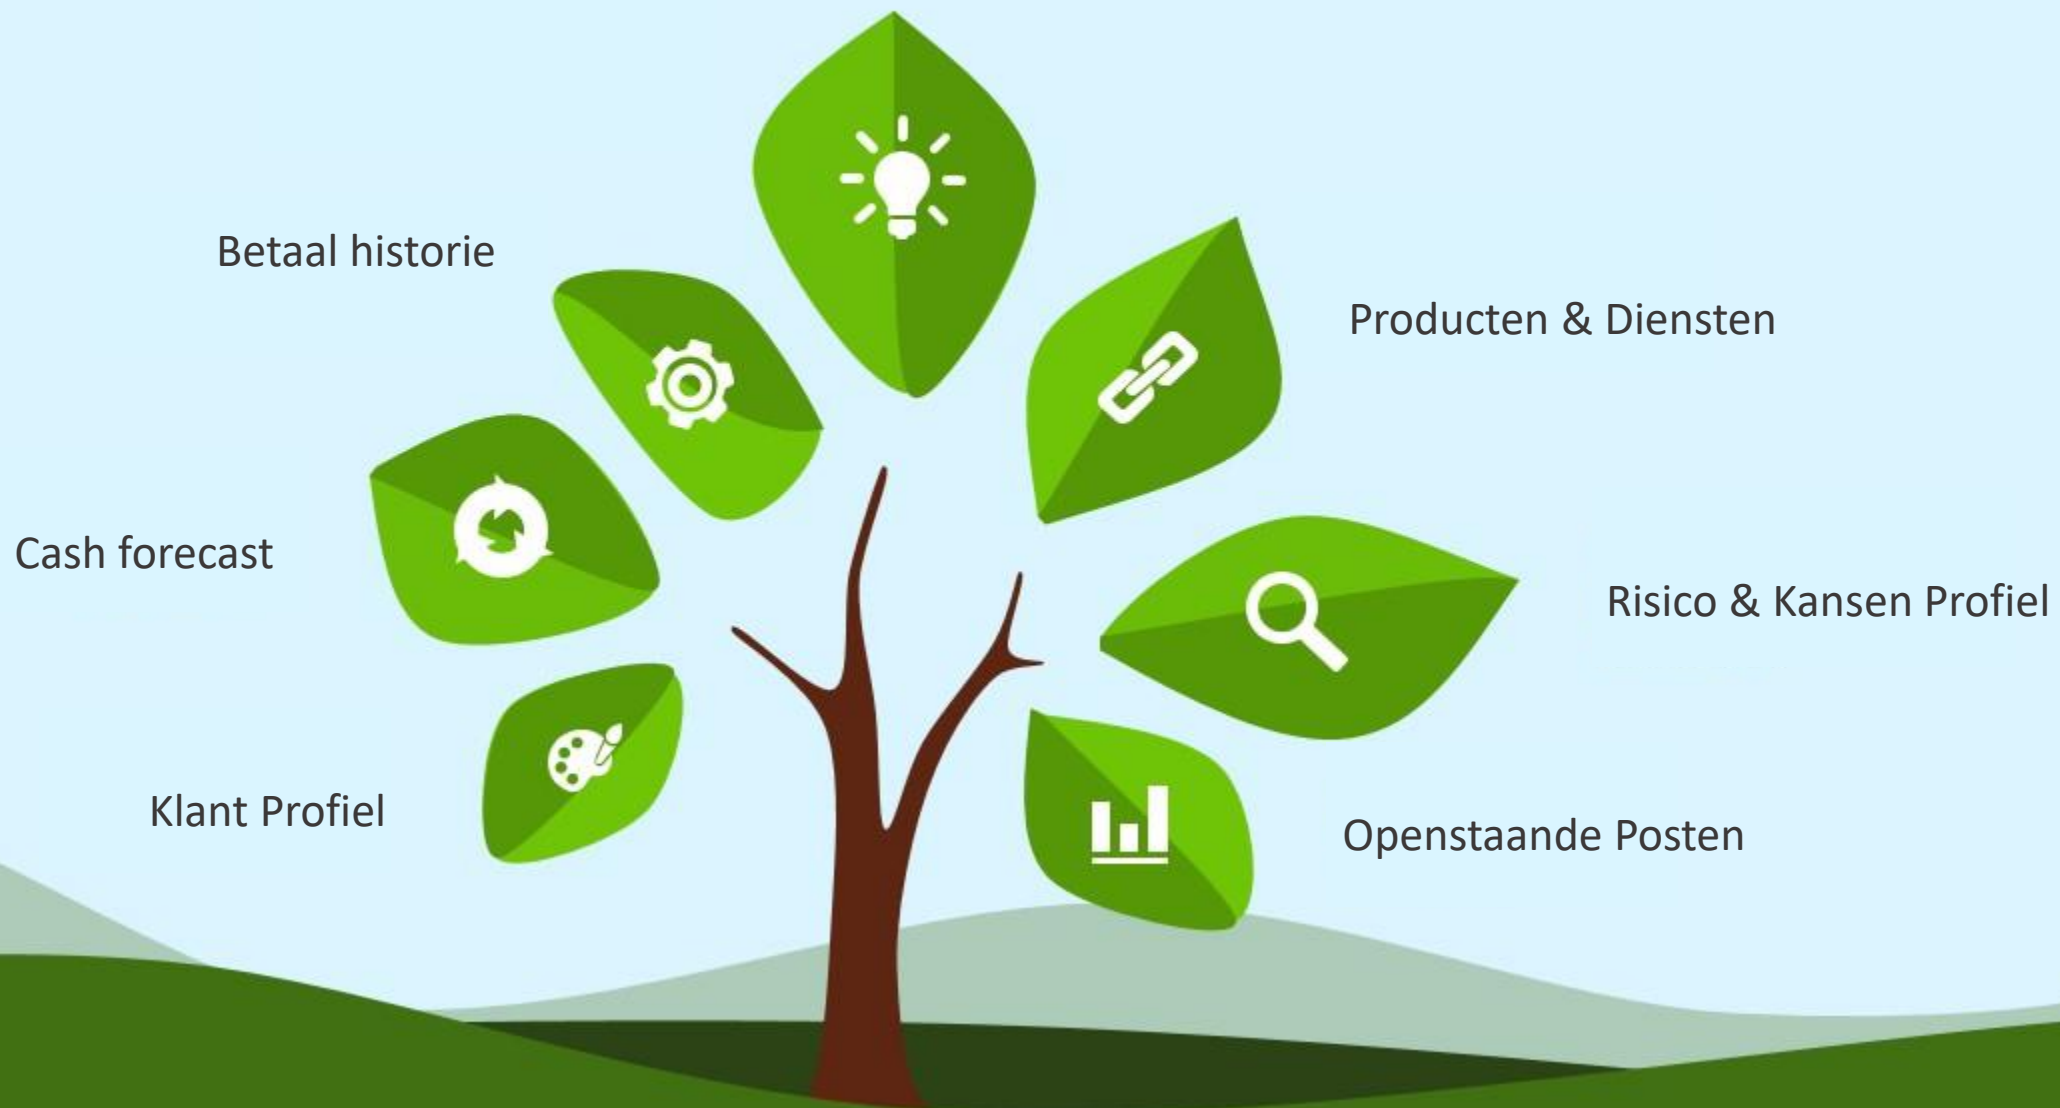 Betaal historie
Producten & Diensten
Cash forecast
Risico & Kansen Profiel
Klant Profiel
Openstaande Posten